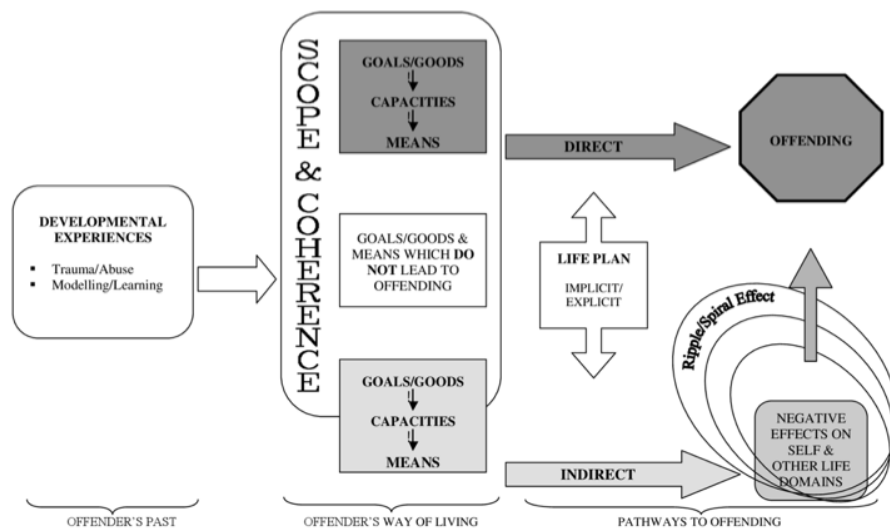 DEVELOPMENTAL
EXPERIENCES
▪ Trauma/Abuse
▪ Modelling/Learning
SCOPE & COHERENCE
GOALS/GOODS
CAPACITIES
MEANS
GOALS/GOODS &
MEANS WHICH DO
NOT LEAD TO
OFFENDING
GOALS/GOODS
CAPACITIES
MEANS
DIRECT
OFFENDING
LIFE PLAN
IMPLICIT/
EXPLICIT
Ripple/Spiral Effect
INDIRECT
NEGATIVE
EFFECTS ON
SELF &
OTHER LIFE
DOMAINS
OFFENDER'S PAST
OFFENDER'S WAY OF LIVING
PATHWAYS TO OFFENDING